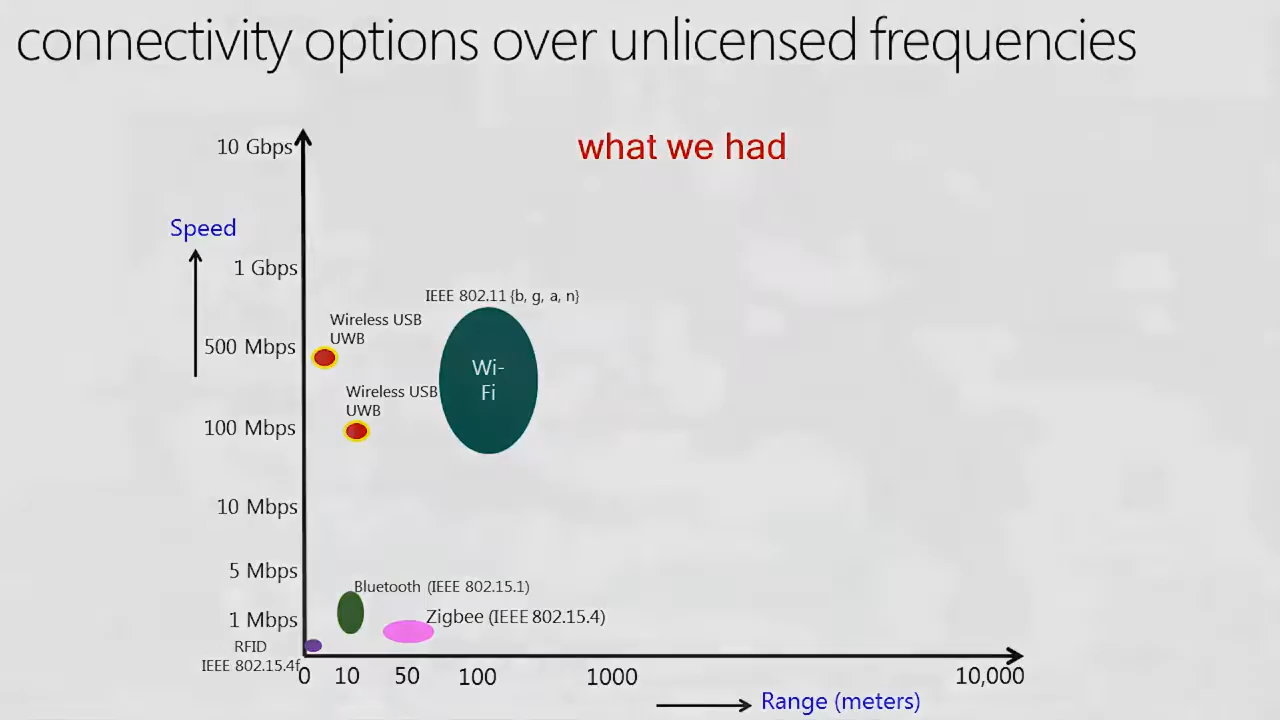 connectivity options over unlicensed frequencies
what we had
10 Gbps
Speed
1 Gbps
IEEE 802.11 {b, g, a, n}
Wireless USB
UWB
500 Mbps
Wi-
Fi
Wireless USB
UWB
100 Mbps
10 Mbps
5 Mbps
Bluetooth (IEEE 802.15.1)
1 Mbps
Zigbee (IEEE 802.15.4)
RFID
IEEE 802.15.4f
0 10 50 100 1000 10,000
Range (meters)